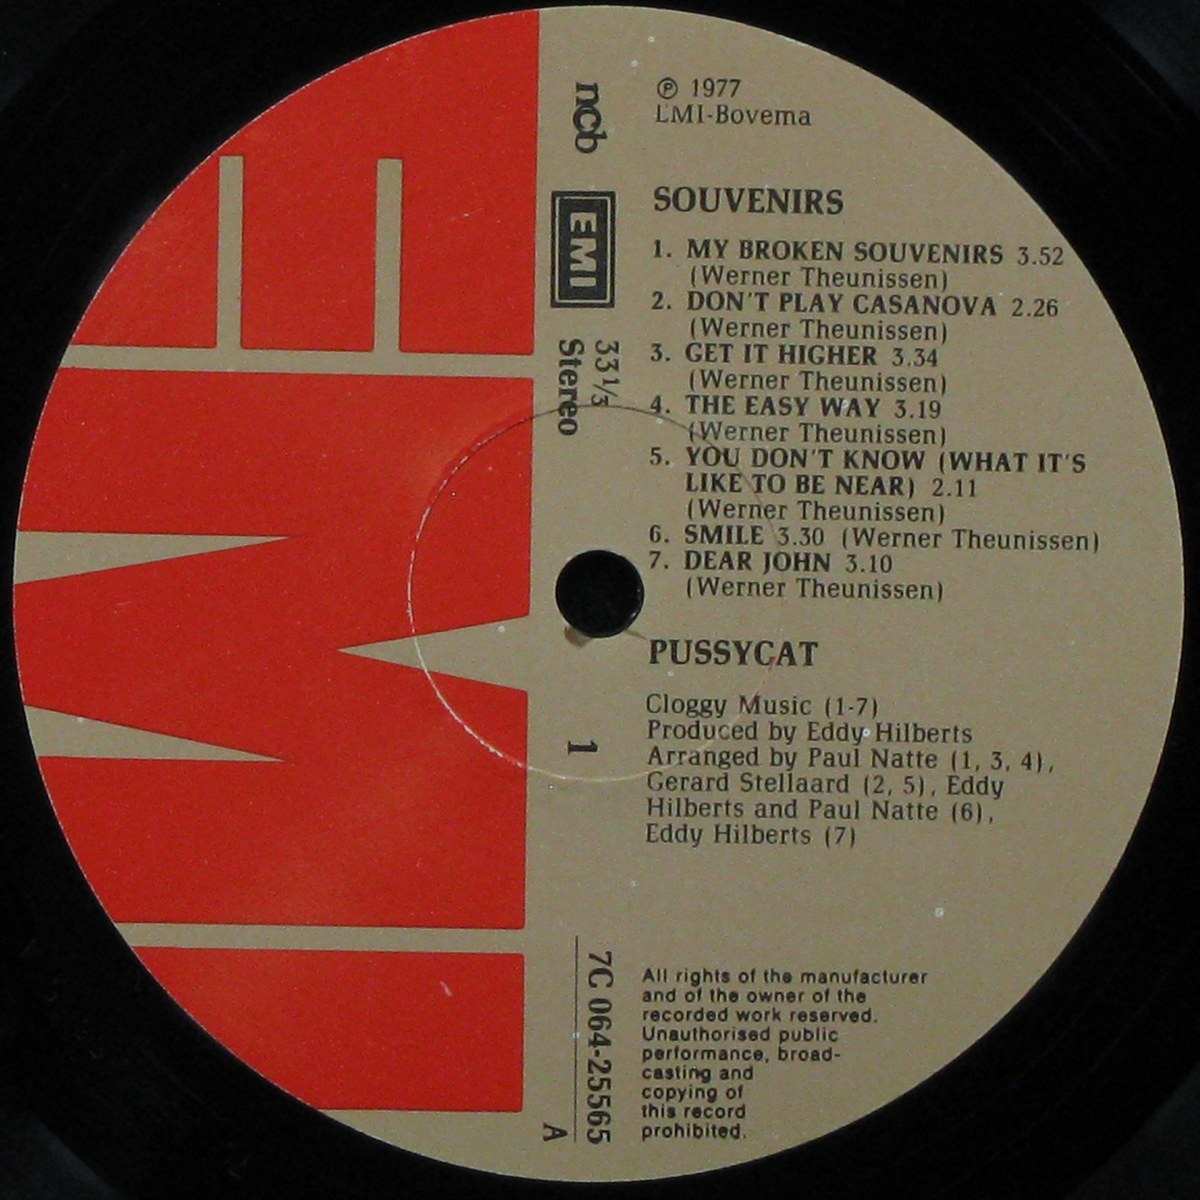 ℗ 1977
EMI-Bovema
ncb
EMI
33⅓
Stereo
SOUVENIRS
1. MY BROKEN SOUVENIRS 3.52
(Werner Theunissen)
2. DON'T PLAY CASANOVA 2.26
(Werner Theunissen)
3. GET IT HIGHER 3.34
(Werner Theunissen)
4. THE EASY WAY 3.19
(Werner Theunissen)
5. YOU DON'T KNOW (WHAT IT'S
LIKE TO BE NEAR) 2.11
(Werner Theunissen)
6. SMILE 3.30 (Werner Theunissen)
7. DEAR JOHN 3.10
(Werner Theunissen)
PUSSYCAT
1
Cloggy Music (1-7)
Produced by Eddy Hilberts
Arranged by Paul Natte (1, 3, 4),
Gerard Stellaard (2, 5), Eddy
Hilberts and Paul Natte (6),
Eddy Hilberts (7)
7C 064-25565
A
All rights of the manufacturer
and of the owner of the
recorded work reserved.
Unauthorised public
performance, broad-
casting and
copying of
this record
prohibited.
EMI